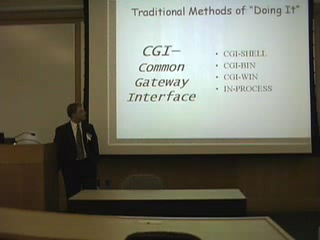 Traditional Methods of "Doing It"
CGI—
Common
Gateway
Interface
• CGI-SHELL
• CGI-BIN
• CGI-WIN
• IN-PROCESS